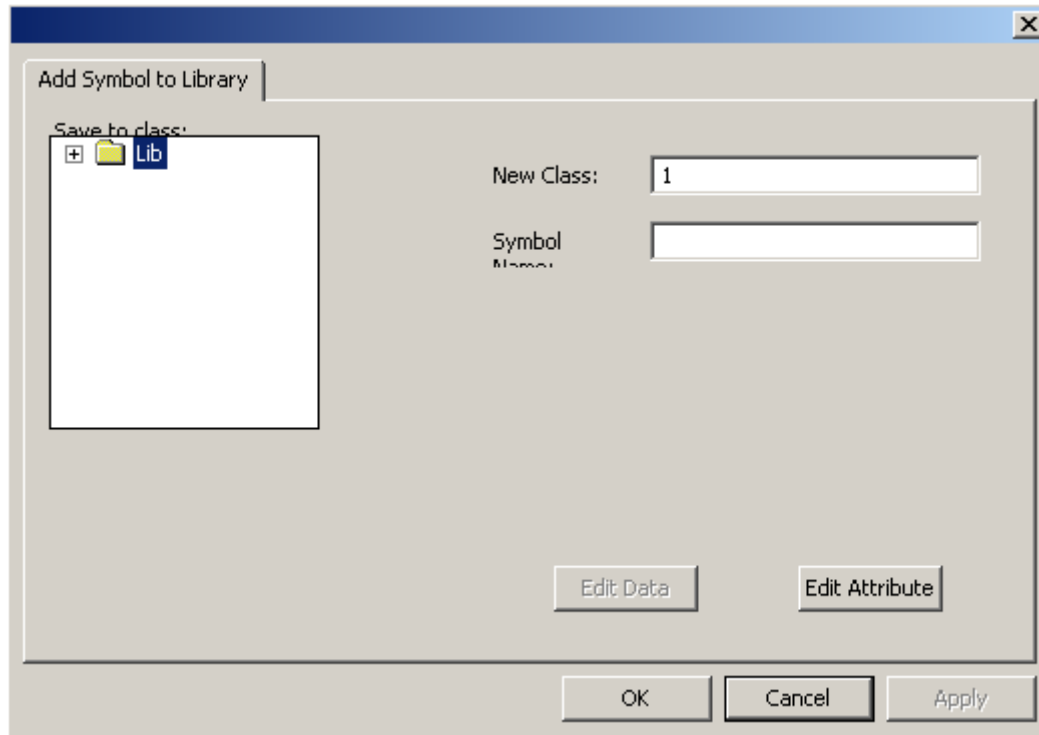 Add Symbol to Library
Save to class:
Lib
New Class:
1
Symbol
Name:
Edit Data
Edit Attribute
OK
Cancel
Apply